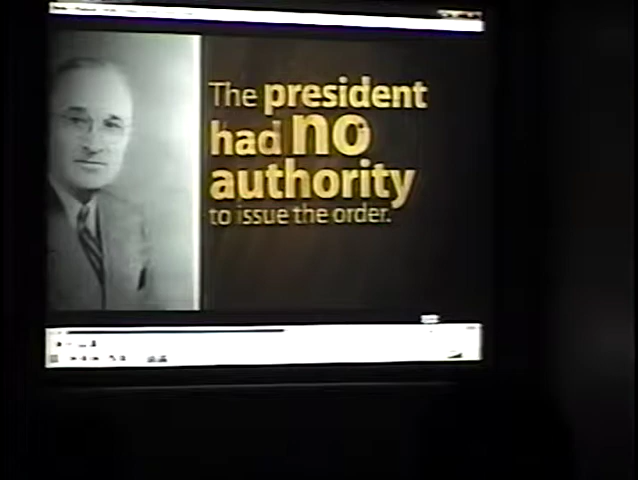 The president
had no
authority
to issue the order.